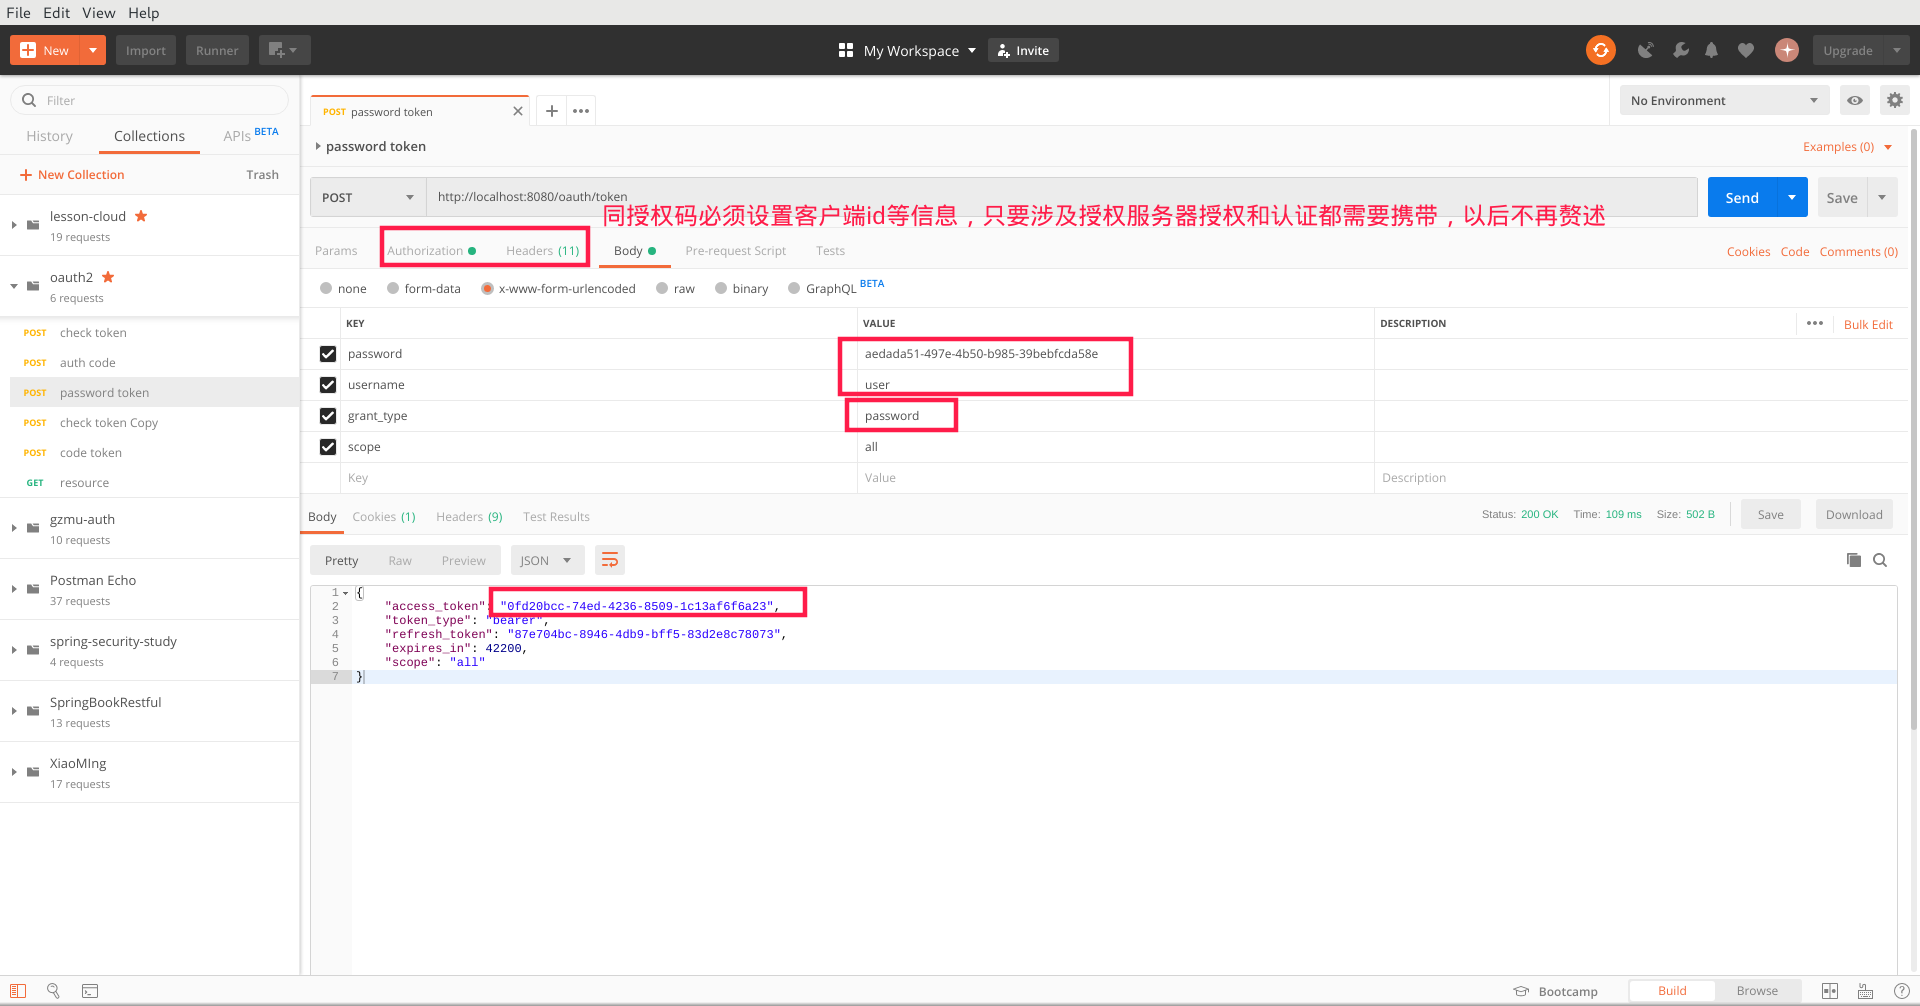 File Edit View Help
New Import Runner My Workspace Invite Upgrade
Filter
History Collections APIs BETA
New Collection Trash
lesson-cloud
19 requests
oauth2
6 requests
POST check token
POST auth code
POST password token
POST check token Copy
POST code token
GET resource
gzmu-auth
10 requests
Postman Echo
37 requests
spring-security-study
4 requests
SpringBookRestful
13 requests
XiaoMIng
17 requests
POST password token
No Environment
password token
Examples (0)
POST http://localhost:8080/oauth/token Send Save
同授权码必须设置客户端id等信息，只要涉及授权服务器授权和认证都需要携带，以后不再赘述
Params Authorization Headers (11) Body Pre-request Script Tests Cookies Code Comments (0)
none form-data x-www-form-urlencoded raw binary GraphQL BETA
KEY VALUE DESCRIPTION Bulk Edit
password aedada51-497e-4b50-b985-39bebfcda58e
username user
grant_type password
scope all
Key Value Description
Body Cookies (1) Headers (9) Test Results Status: 200 OK Time: 109 ms Size: 502 B Save Download
Pretty Raw Preview JSON
1 {
2 "access_token": "0fd20bcc-74ed-4236-8509-1c13af6f6a23",
3 "token_type": "bearer",
4 "refresh_token": "87e704bc-8946-4db9-bff5-83d2e8c78073",
5 "expires_in": 42200,
6 "scope": "all"
7 }
Bootcamp Build Browse